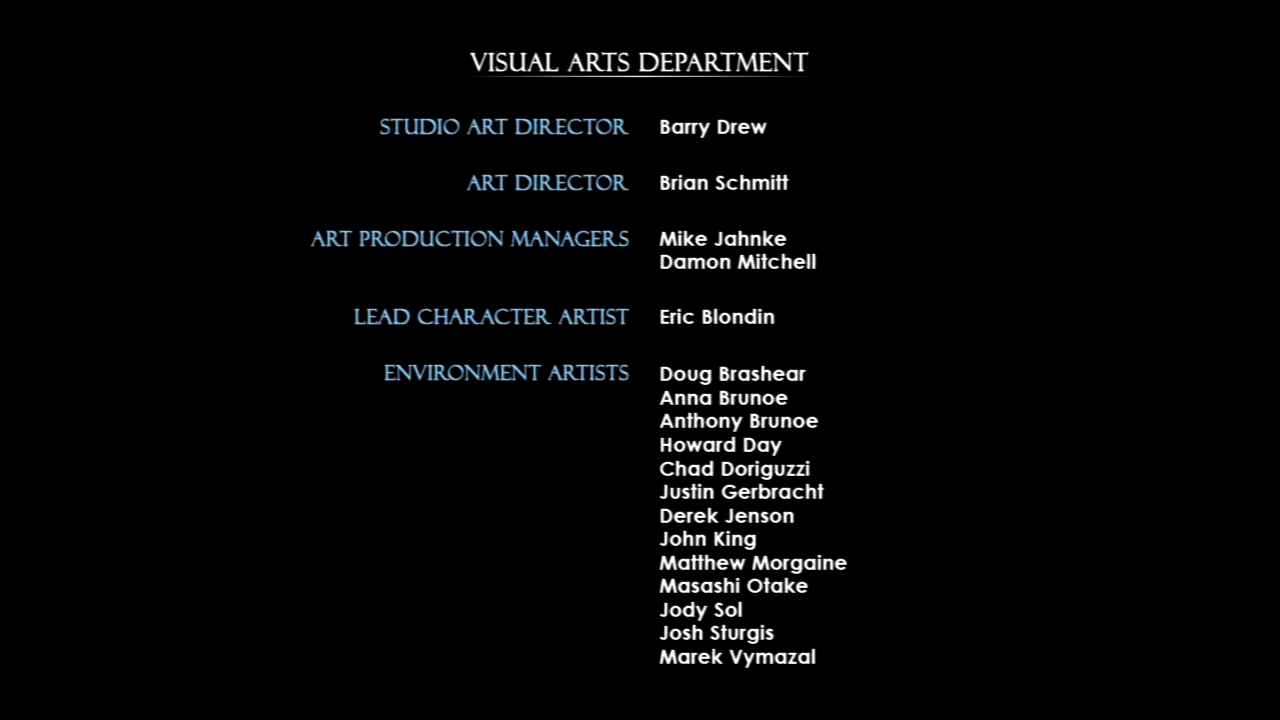 VISUAL ARTS DEPARTMENT
STUDIO ART DIRECTOR Barry Drew
ART DIRECTOR Brian Schmitt
ART PRODUCTION MANAGERS Mike Jahnke
Damon Mitchell
LEAD CHARACTER ARTIST Eric Blondin
ENVIRONMENT ARTISTS Doug Brashear
Anna Brunoe
Anthony Brunoe
Howard Day
Chad Doriguzzi
Justin Gerbracht
Derek Jenson
John King
Matthew Morgaine
Masashi Otake
Jody Sol
Josh Sturgis
Marek Vymazal